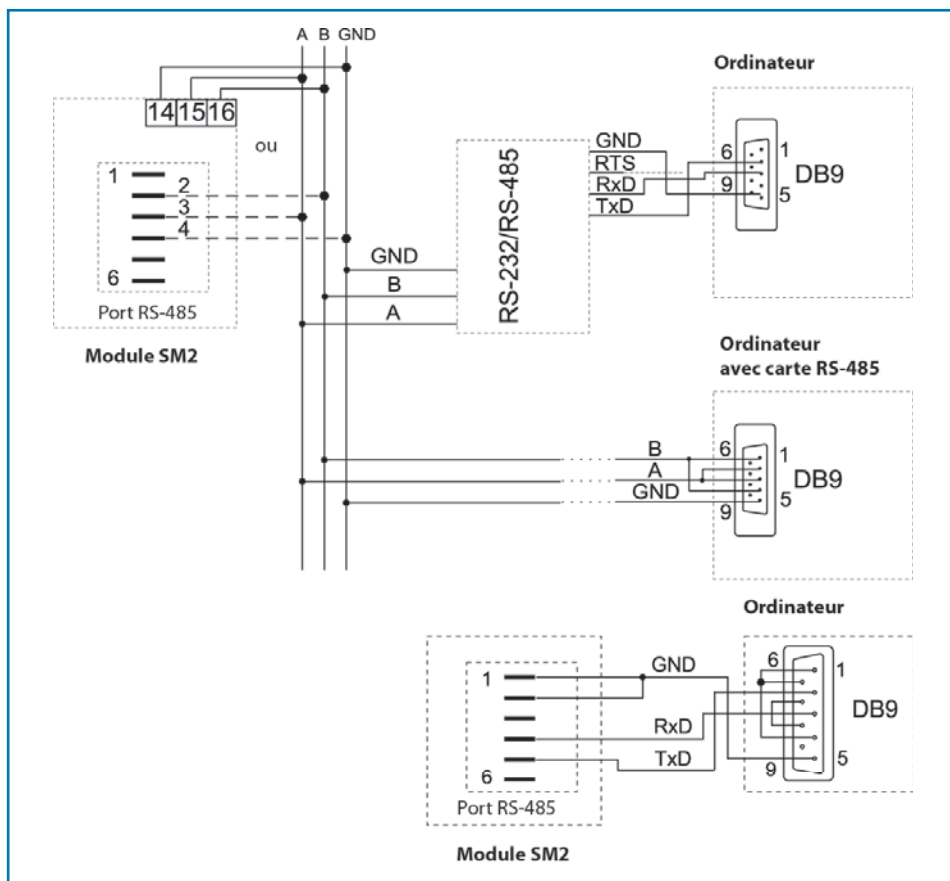 A B GND
14 15 16
ou
1
2
3
4
6
Port RS-485
Module SM2
GND
B
A
RS-232/RS-485
GND
RTS
RxD
TxD
Ordinateur
6
1
9
5
DB9
Ordinateur
avec carte RS-485
B
A
GND
6
1
9
5
DB9
Ordinateur
1
6
GND
RxD
TxD
Port RS-485
Module SM2
6
1
9
5
DB9